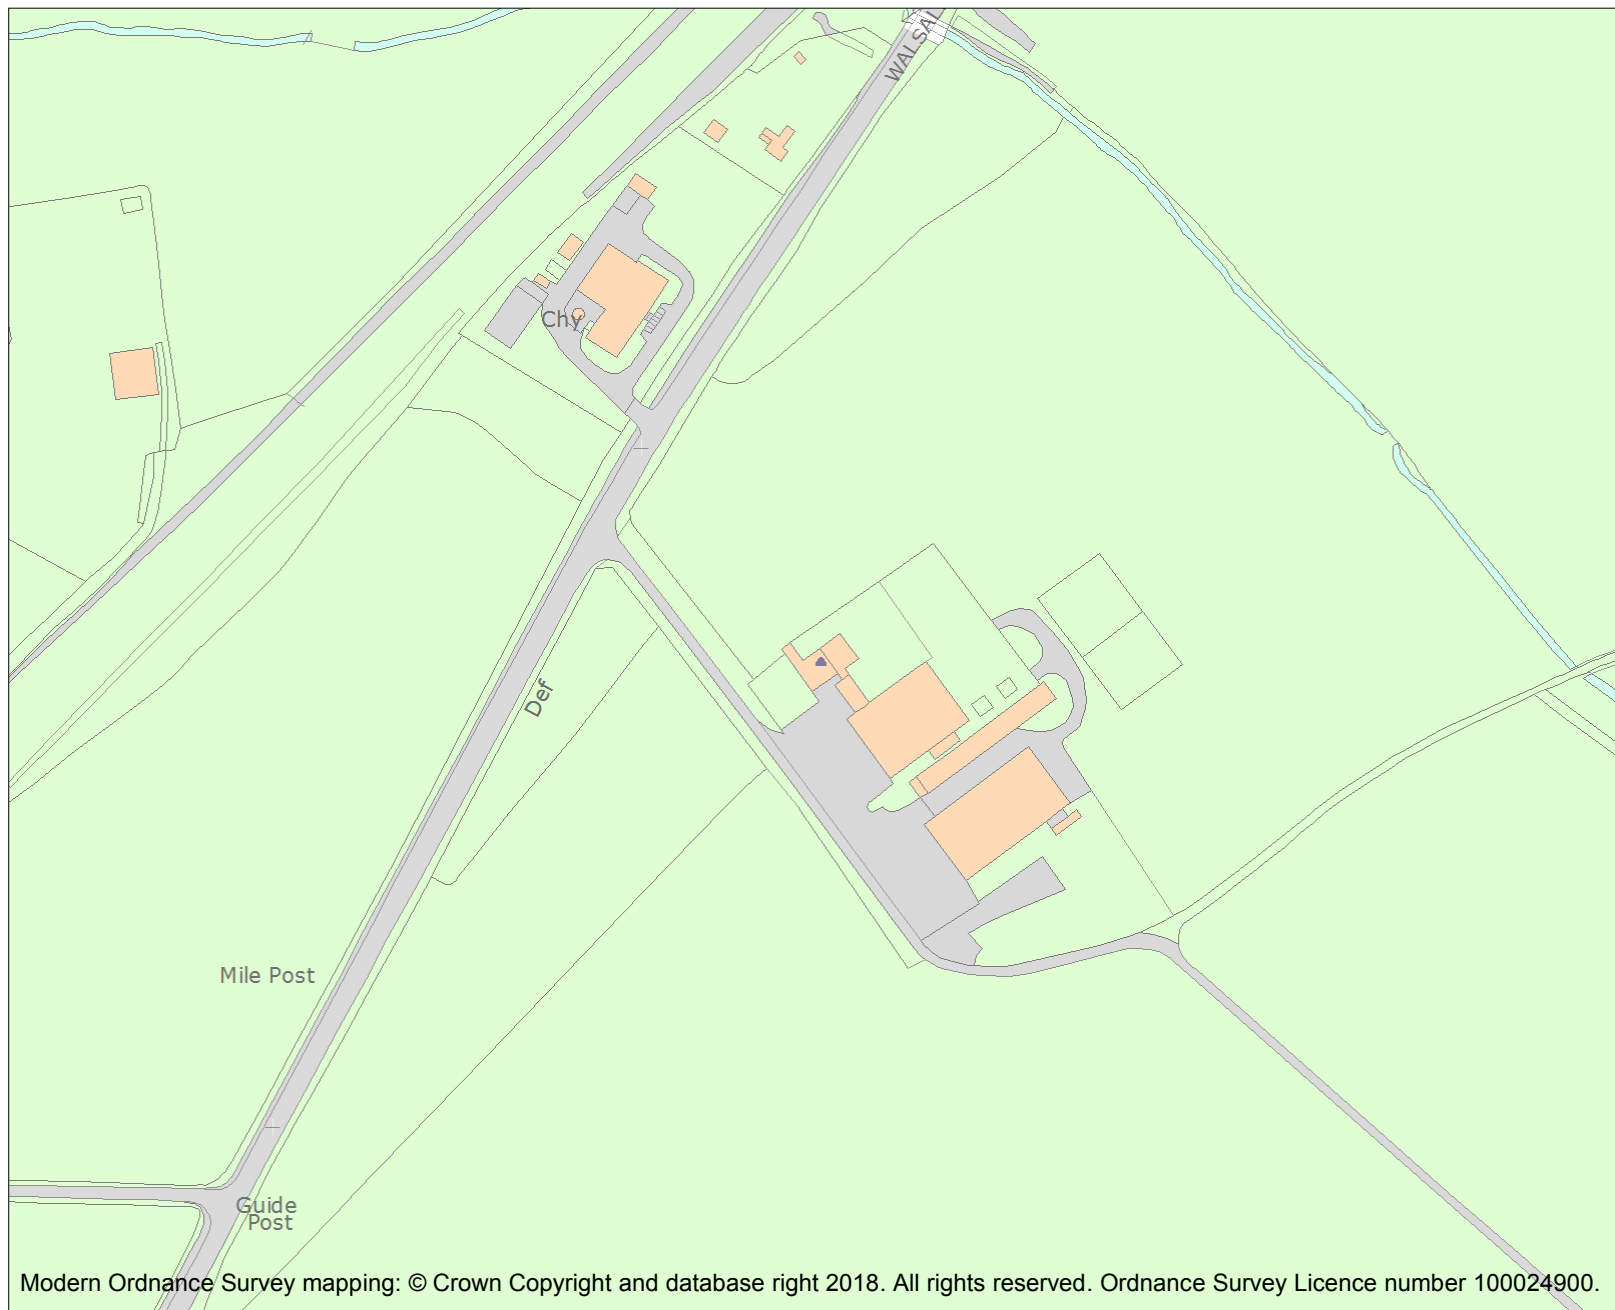 WALSAL
Chy
Def
Mile Post
Guide
Post
Modern Ordnance Survey mapping: © Crown Copyright and database right 2018. All rights reserved. Ordnance Survey Licence number 100024900.